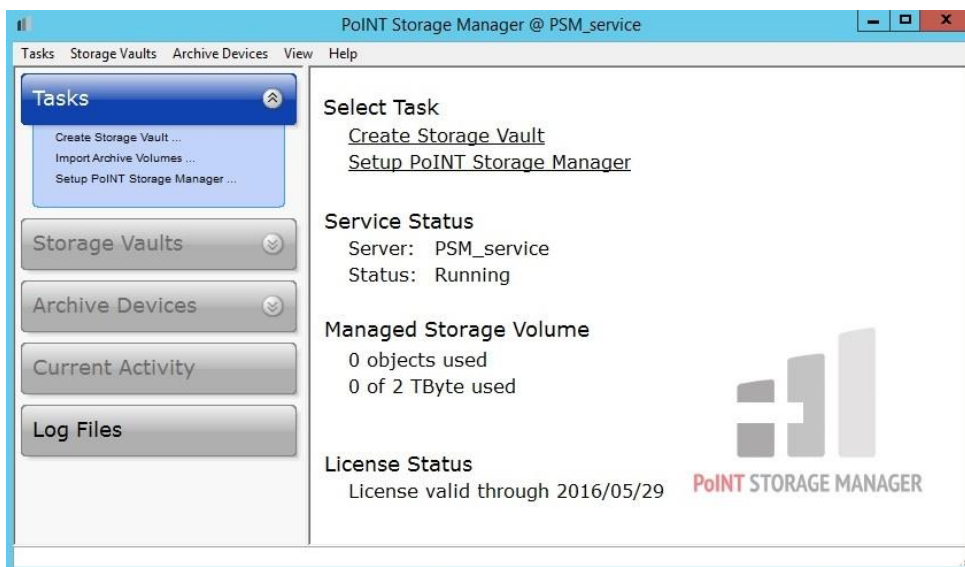 PoINT Storage Manager @ PSM_service
Tasks Storage Vaults Archive Devices View Help
Tasks
Create Storage Vault ...
Import Archive Volumes ...
Setup PoINT Storage Manager ...
Storage Vaults
Archive Devices
Current Activity
Log Files
Select Task
Create Storage Vault
Setup PoINT Storage Manager
Service Status
Server: PSM_service
Status: Running
Managed Storage Volume
0 objects used
0 of 2 TByte used
License Status
License valid through 2016/05/29
PoINT STORAGE MANAGER